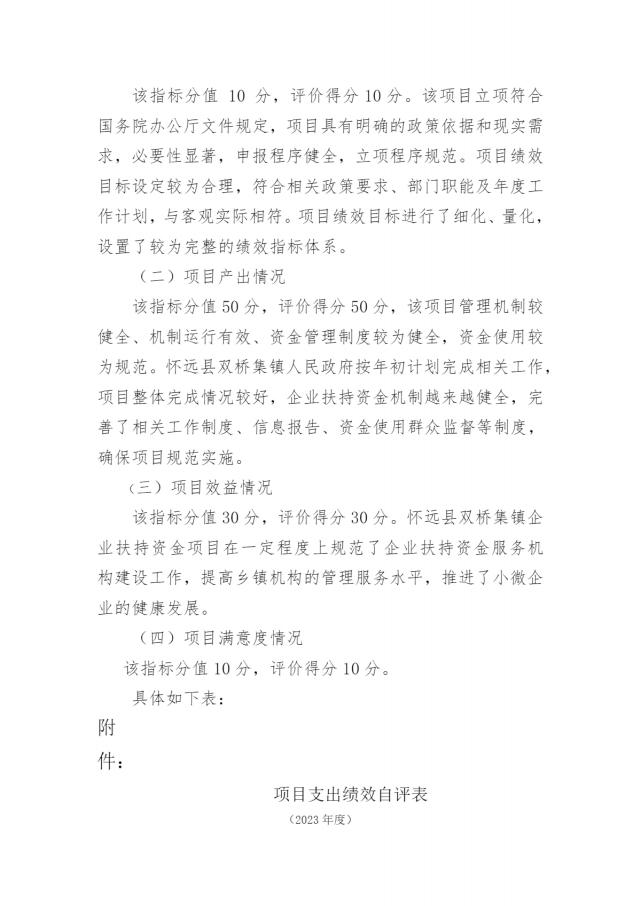 该指标分值 10 分，评价得分 10 分。该项目立项符合
国务院办公厅文件规定，项目具有明确的政策依据和现实需
求，必要性显著，申报程序健全，立项程序规范。项目绩效
目标设定较为合理，符合相关政策要求、部门职能及年度工
作计划，与客观实际相符。项目绩效目标进行了细化、量化，
设置了较为完整的绩效指标体系。
（二）项目产出情况
该指标分值 50 分，评价得分 50 分，该项目管理机制较
健全、机制运行有效、资金管理制度较为健全，资金使用较
为规范。怀远县双桥集镇人民政府按年初计划完成相关工作，
项目整体完成情况较好，企业扶持资金机制越来越健全，完
善了相关工作制度、信息报告、资金使用群众监督等制度，
确保项目规范实施。
（三）项目效益情况
该指标分值 30 分，评价得分 30 分。怀远县双桥集镇企
业扶持资金项目在一定程度上规范了企业扶持资金服务机
构建设工作，提高乡镇机构的管理服务水平，推进了小微企
业的健康发展。
（四）项目满意度情况
该指标分值 10 分，评价得分 10 分。
具体如下表：
附
件：
项目支出绩效自评表
（2023 年度）